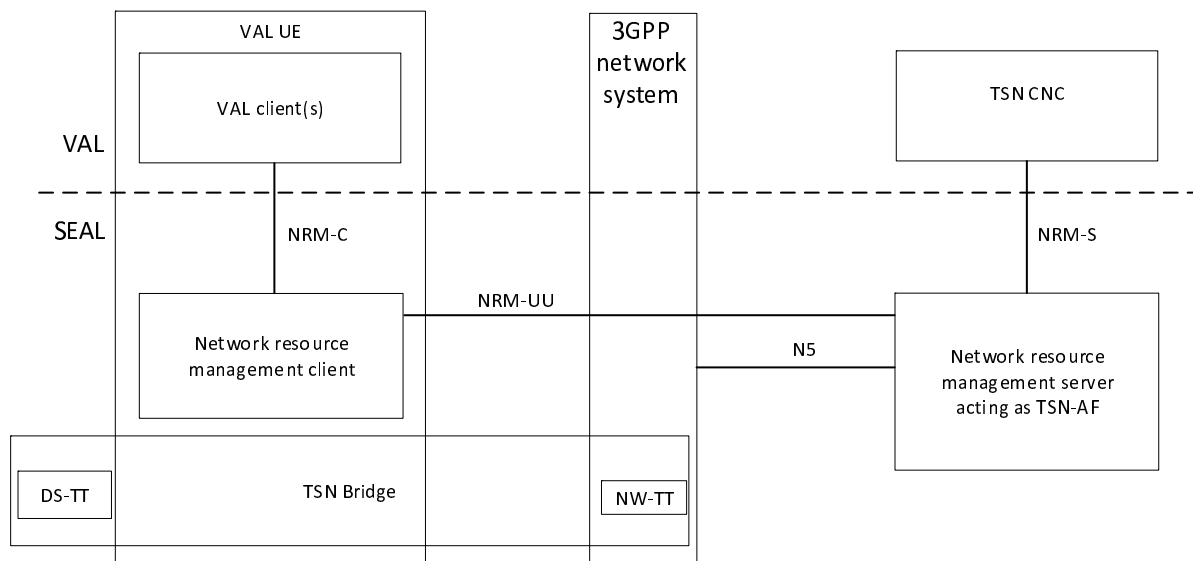 VAL UE
VAL client(s)
3GPP
network
system
TSN CNC
VAL
SEAL
NRM-C
NRM-S
NRM-UU
Network resource
management client
N5
Network resource
management server
acting as TSN-AF
DS-TT
TSN Bridge
NW-TT